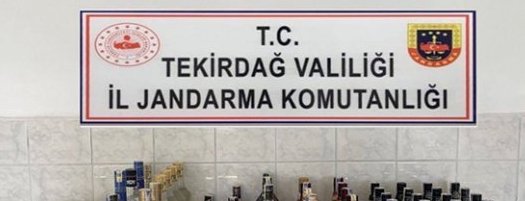 T.C.
TEKİRDAĞ VALİLİĞİ
İL JANDARMA KOMUTANLIĞI